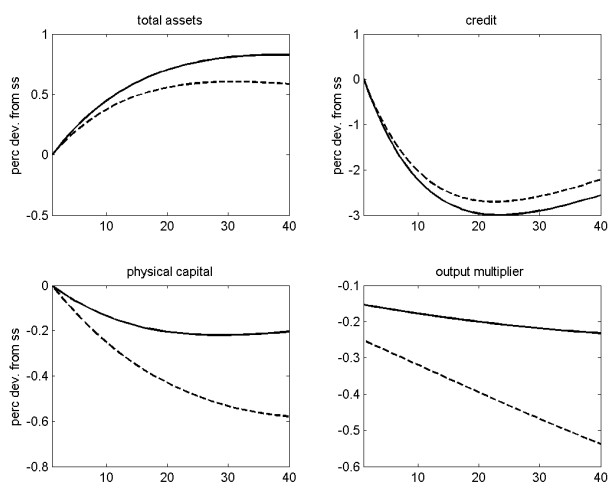 total assets
perc dev. from ss
1
0.5
0
-0.5
10 20 30 40
credit
perc dev. from ss
0
-1
-2
-3
10 20 30 40
physical capital
perc dev. from ss
0
-0.2
-0.4
-0.6
-0.8
10 20 30 40
output multiplier
-0.1
-0.2
-0.3
-0.4
-0.5
-0.6
10 20 30 40